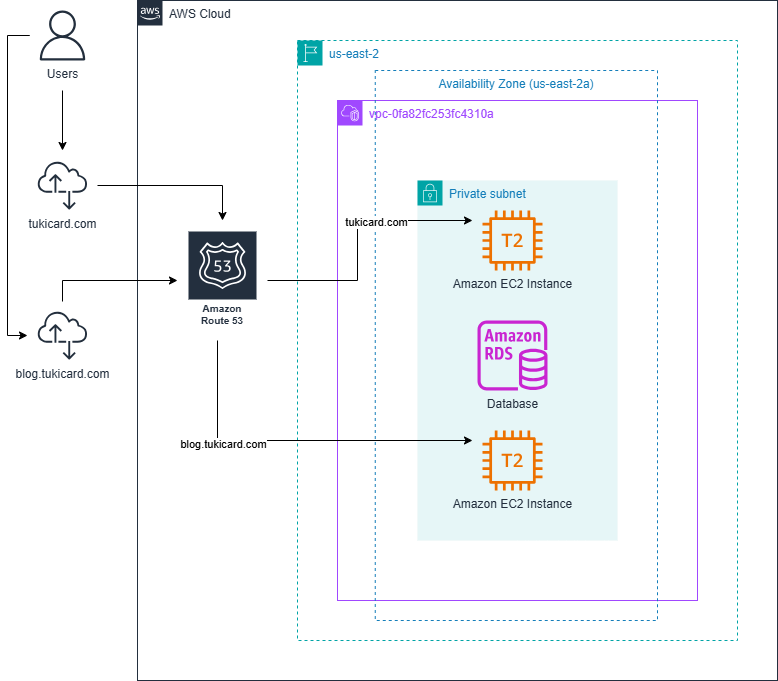 aws
AWS Cloud
Users
us-east-2
Availability Zone (us-east-2a)
vpc-0fa82fc253fc4310a
Private subnet
tukicard.com
tukicard.com
T2
Amazon EC2 Instance
53
Amazon
Route 53
Amazon
RDS
Database
blog.tukicard.com
blog.tukicard.com
T2
Amazon EC2 Instance